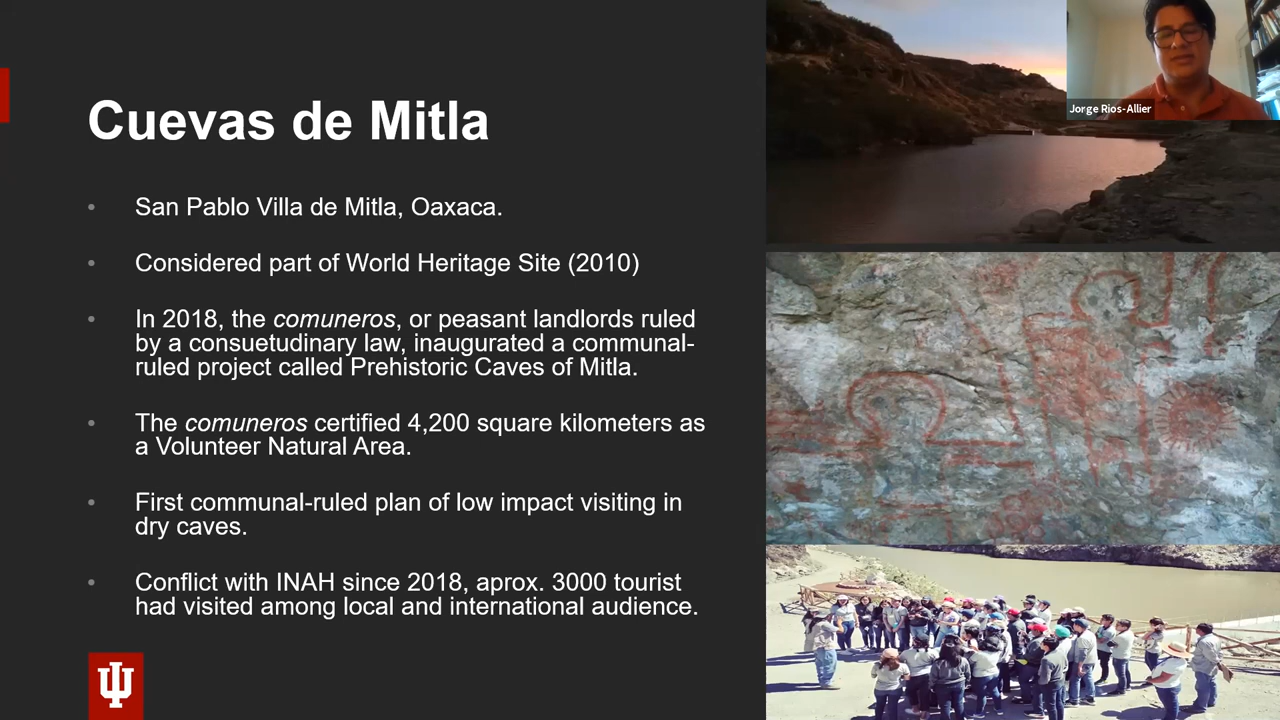 Cuevas de Mitla
San Pablo Villa de Mitla, Oaxaca.
Considered part of World Heritage Site (2010)
In 2018, the comuneros, or peasant landlords ruled
by a consuetudinary law, inaugurated a communal-
ruled project called Prehistoric Caves of Mitla.
The comuneros certified 4,200 square kilometers as
a Volunteer Natural Area.
First communal-ruled plan of low impact visiting in
dry caves.
Conflict with INAH since 2018, aprox. 3000 tourist
had visited among local and international audience.
Jorge Rios-Allier